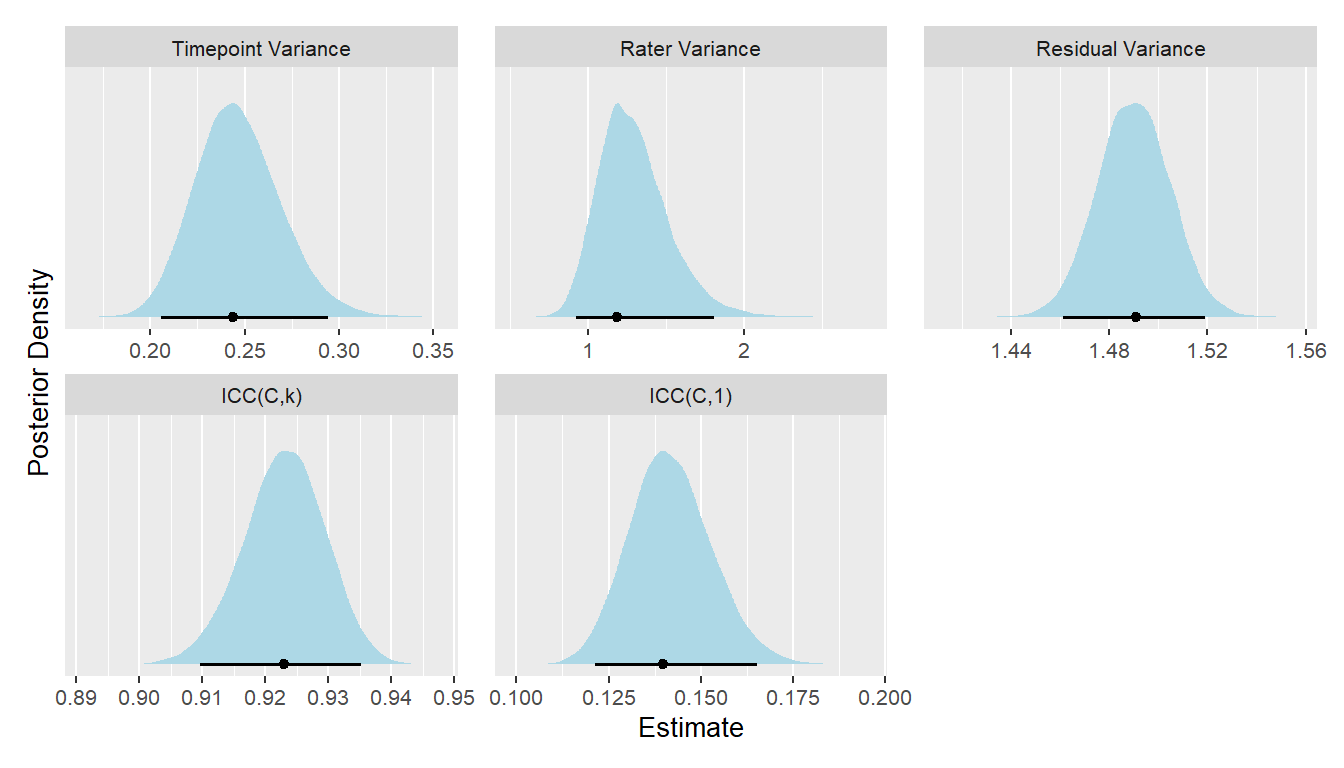 Timepoint Variance
Rater Variance
Residual Variance
0.20 0.25 0.30 0.35
1 2
1.44 1.48 1.52 1.56
ICC(C,k)
ICC(C,1)
0.89 0.90 0.91 0.92 0.93 0.94 0.95
0.100 0.125 0.150 0.175 0.200
Posterior Density
Estimate